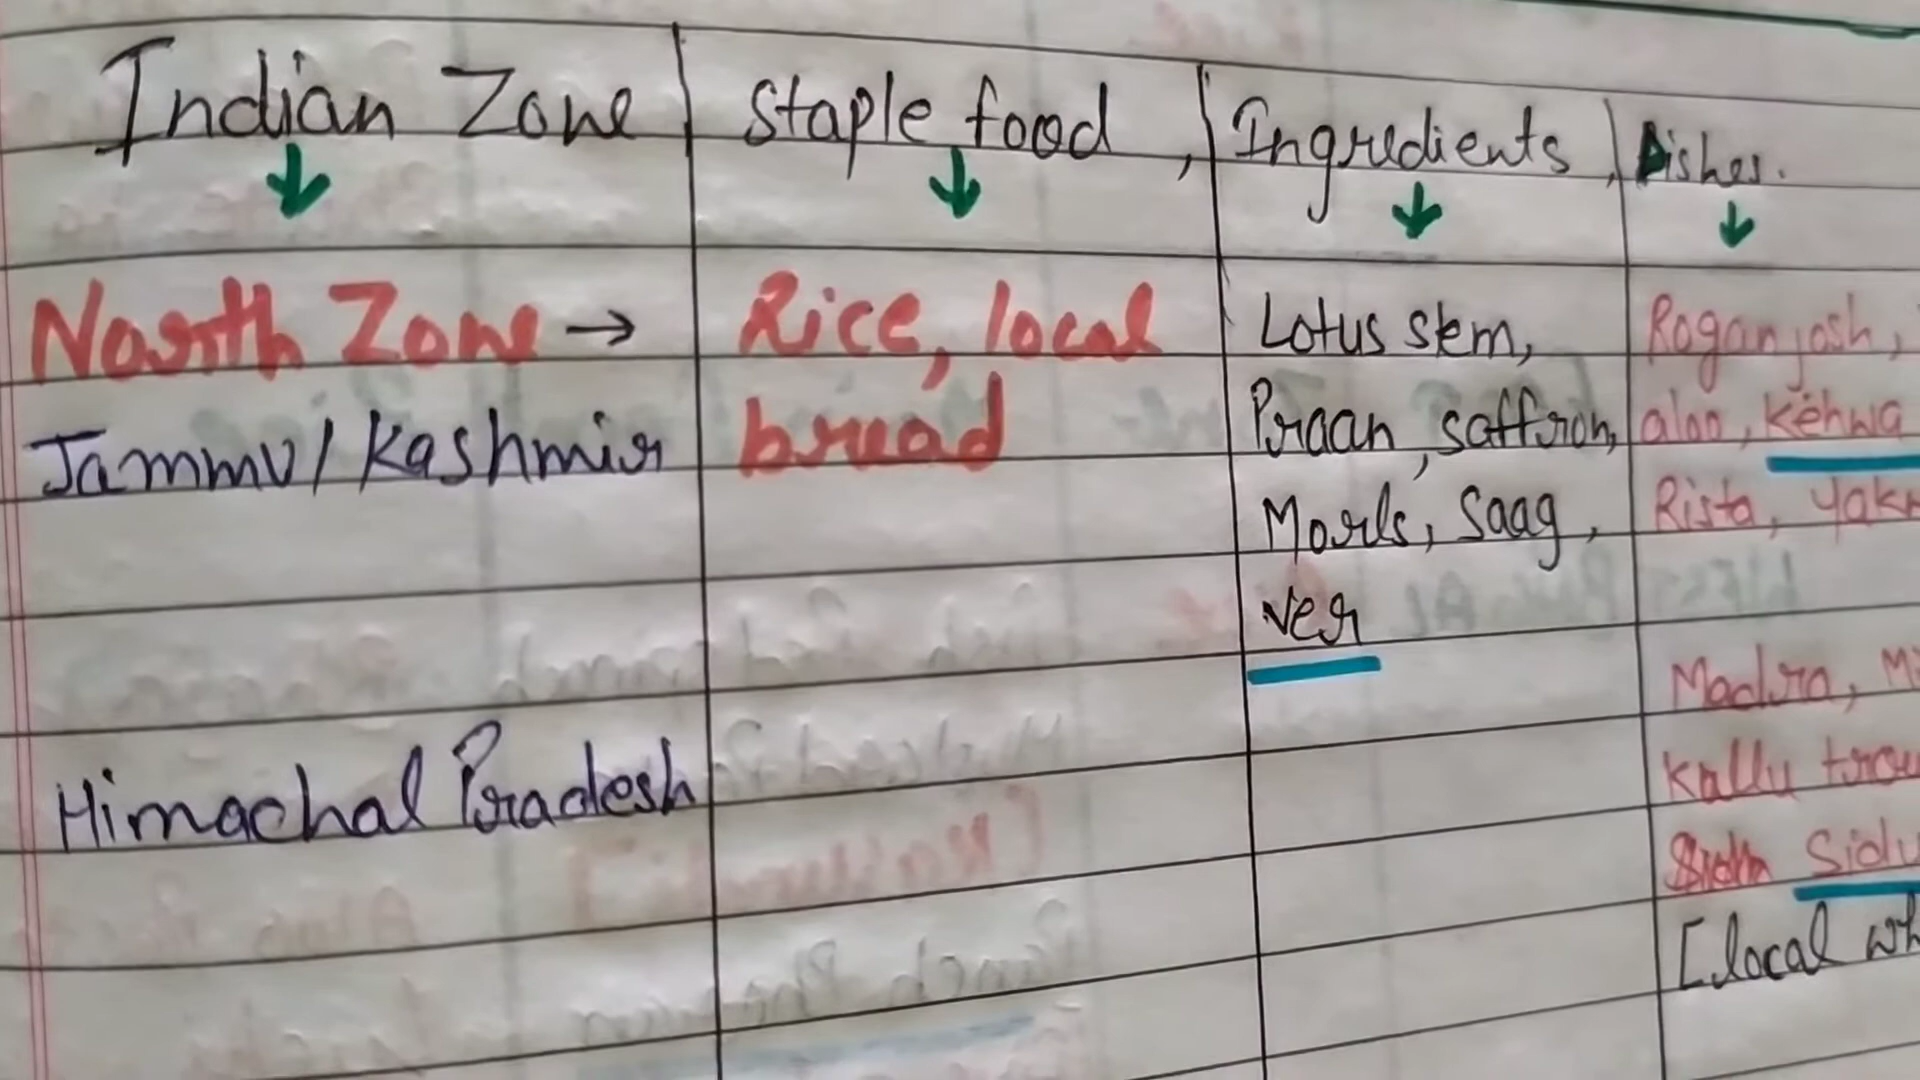 Indian Zone Staple food, Ingredients, Dishes.
North Zone → Rice, local Lotus stem, Rogan josh,
Jammu/Kashmir bread Praan, saffron, aloo, Kehwa
Morls, Saag, Rista,
ver
Madra,
Himachal Pradesh Kallu
Sidu
[local